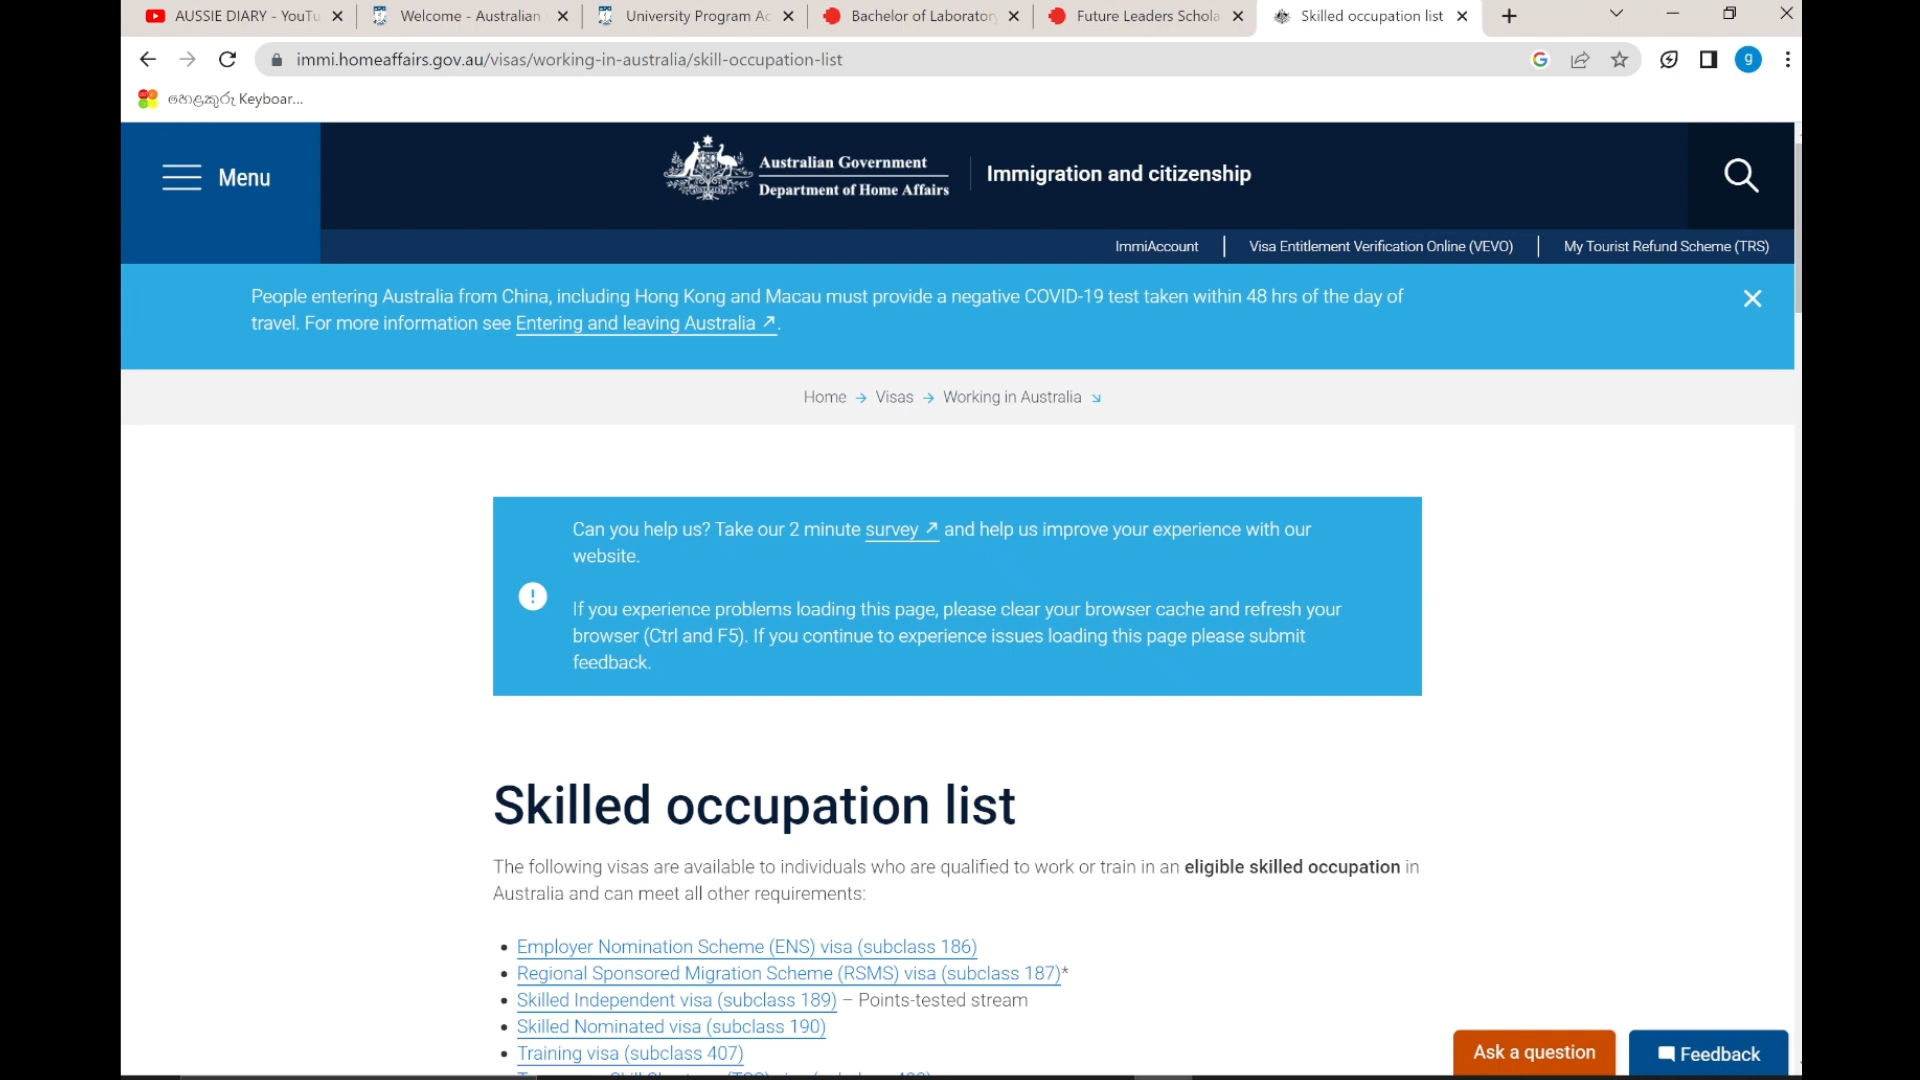 AUSSIE DIARY - YouTu
Welcome - Australian
University Program Ac
Bachelor of Laborator
Future Leaders Schola
Skilled occupation list
immi.homeaffairs.gov.au/visas/working-in-australia/skill-occupation-list
g
හෙළකුරු Keyboar...
Menu
Australian Government
Department of Home Affairs
Immigration and citizenship
ImmiAccount
Visa Entitlement Verification Online (VEVO)
My Tourist Refund Scheme (TRS)
People entering Australia from China, including Hong Kong and Macau must provide a negative COVID-19 test taken within 48 hrs of the day of
travel. For more information see Entering and leaving Australia.
Home → Visas → Working in Australia
Can you help us? Take our 2 minute survey and help us improve your experience with our
website.
If you experience problems loading this page, please clear your browser cache and refresh your
browser (Ctrl and F5). If you continue to experience issues loading this page please submit
feedback.
Skilled occupation list
The following visas are available to individuals who are qualified to work or train in an eligible skilled occupation in
Australia and can meet all other requirements:
• Employer Nomination Scheme (ENS) visa (subclass 186)
• Regional Sponsored Migration Scheme (RSMS) visa (subclass 187)*
• Skilled Independent visa (subclass 189) – Points-tested stream
• Skilled Nominated visa (subclass 190)
• Training visa (subclass 407)
Ask a question
Feedback